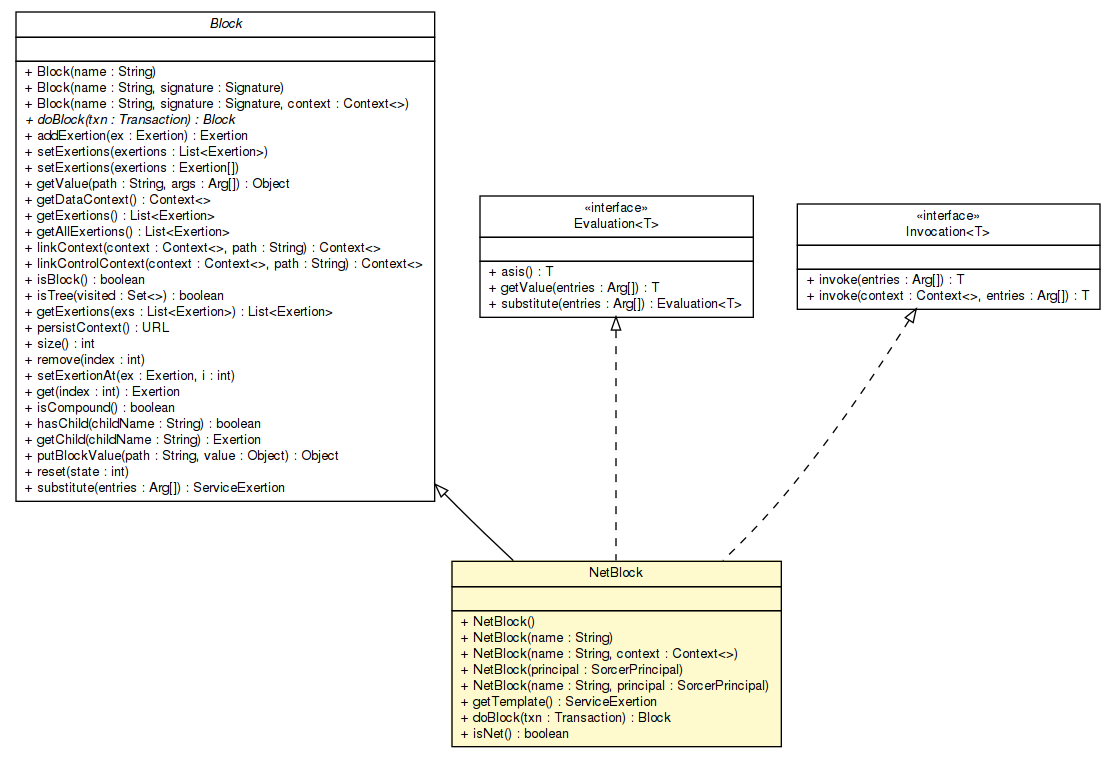 Block
+ Block(name : String)
+ Block(name : String, signature : Signature)
+ Block(name : String, signature : Signature, context : Context<>)
+ doBlock(txn : Transaction) : Block
+ addExertion(ex : Exertion) : Exertion
+ setExertions(exertions : List<Exertion>)
+ setExertions(exertions : Exertion[])
+ getValue(path : String, args : Arg[]) : Object
+ getDataContext() : Context<>
+ getExertions() : List<Exertion>
+ getAllExertions() : List<Exertion>
+ linkContext(context : Context<>, path : String) : Context<>
+ linkControlContext(context : Context<>, path : String) : Context<>
+ isBlock() : boolean
+ isTree(visited : Set<>) : boolean
+ getExertions(exs : List<Exertion>) : List<Exertion>
+ persistContext() : URL
+ size() : int
+ remove(index : int)
+ setExertionAt(ex : Exertion, i : int)
+ get(index : int) : Exertion
+ isCompound() : boolean
+ hasChild(childName : String) : boolean
+ getChild(childName : String) : Exertion
+ putBlockValue(path : String, value : Object) : Object
+ reset(state : int)
+ substitute(entries : Arg[]) : ServiceExertion
«interface»
Evaluation<T>
+ asis() : T
+ getValue(entries : Arg[]) : T
+ substitute(entries : Arg[]) : Evaluation<T>
«interface»
Invocation<T>
+ invoke(entries : Arg[]) : T
+ invoke(context : Context<>, entries : Arg[]) : T
NetBlock
+ NetBlock()
+ NetBlock(name : String)
+ NetBlock(name : String, context : Context<>)
+ NetBlock(principal : SorcerPrincipal)
+ NetBlock(name : String, principal : SorcerPrincipal)
+ getTemplate() : ServiceExertion
+ doBlock(txn : Transaction) : Block
+ isNet() : boolean